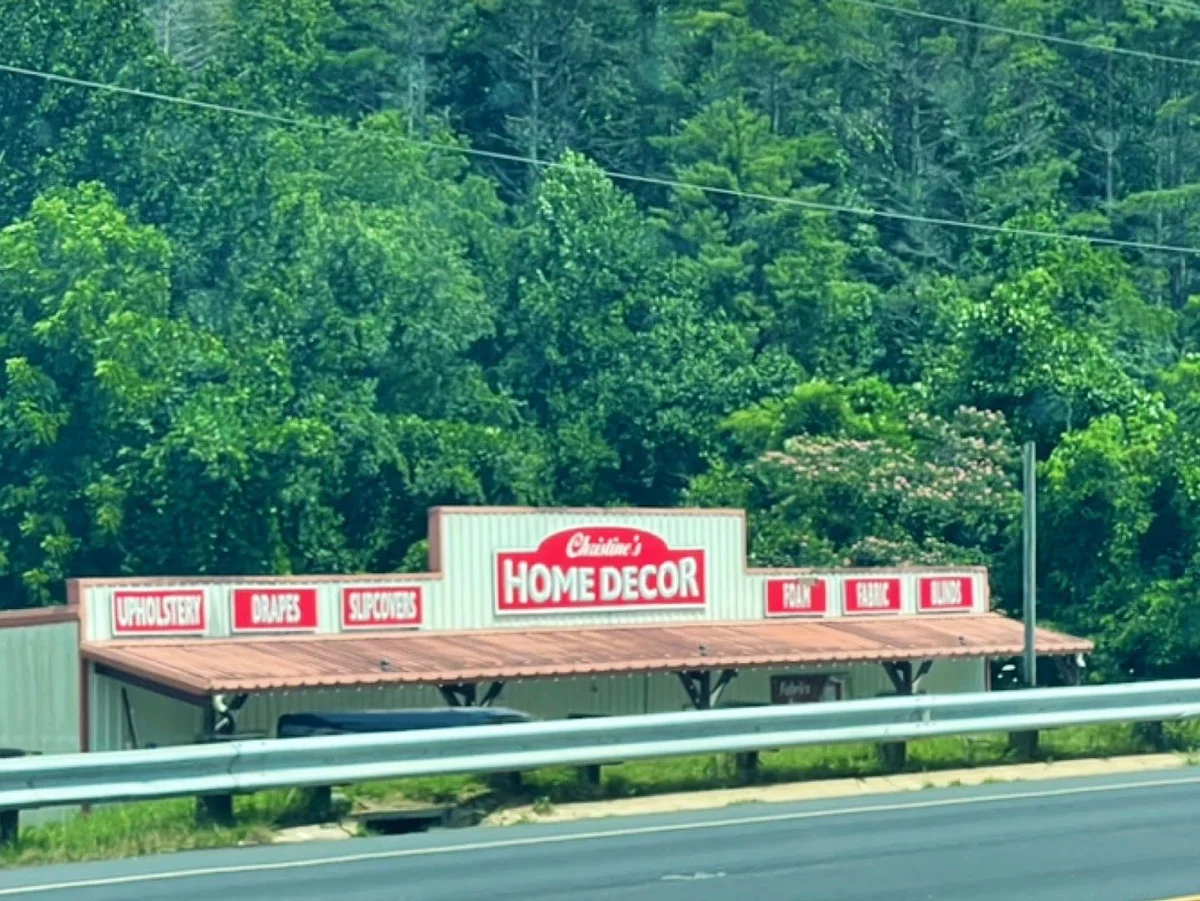 Christine's
HOME DECOR
UPHOLSTERY
DRAPES
SLIPCOVERS
FOAM
FABRIC
BLINDS
Fabrics